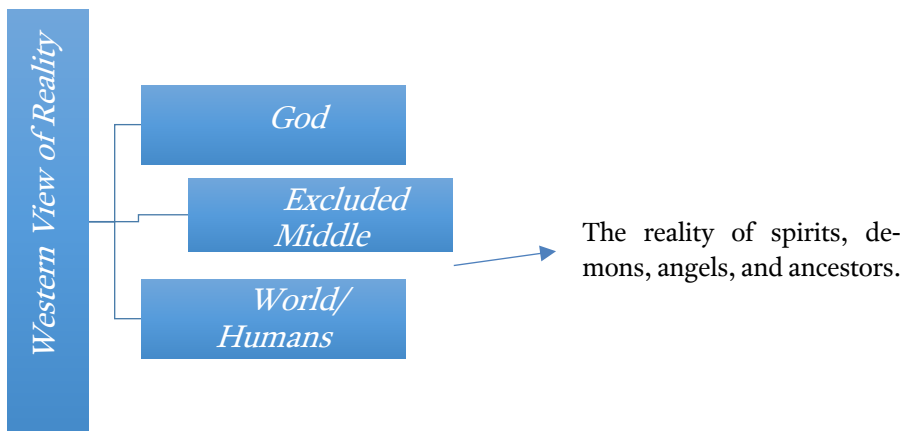 Western View of Reality
God
Excluded
Middle
World/
Humans
The reality of spirits, de-
mons, angels, and ancestors.